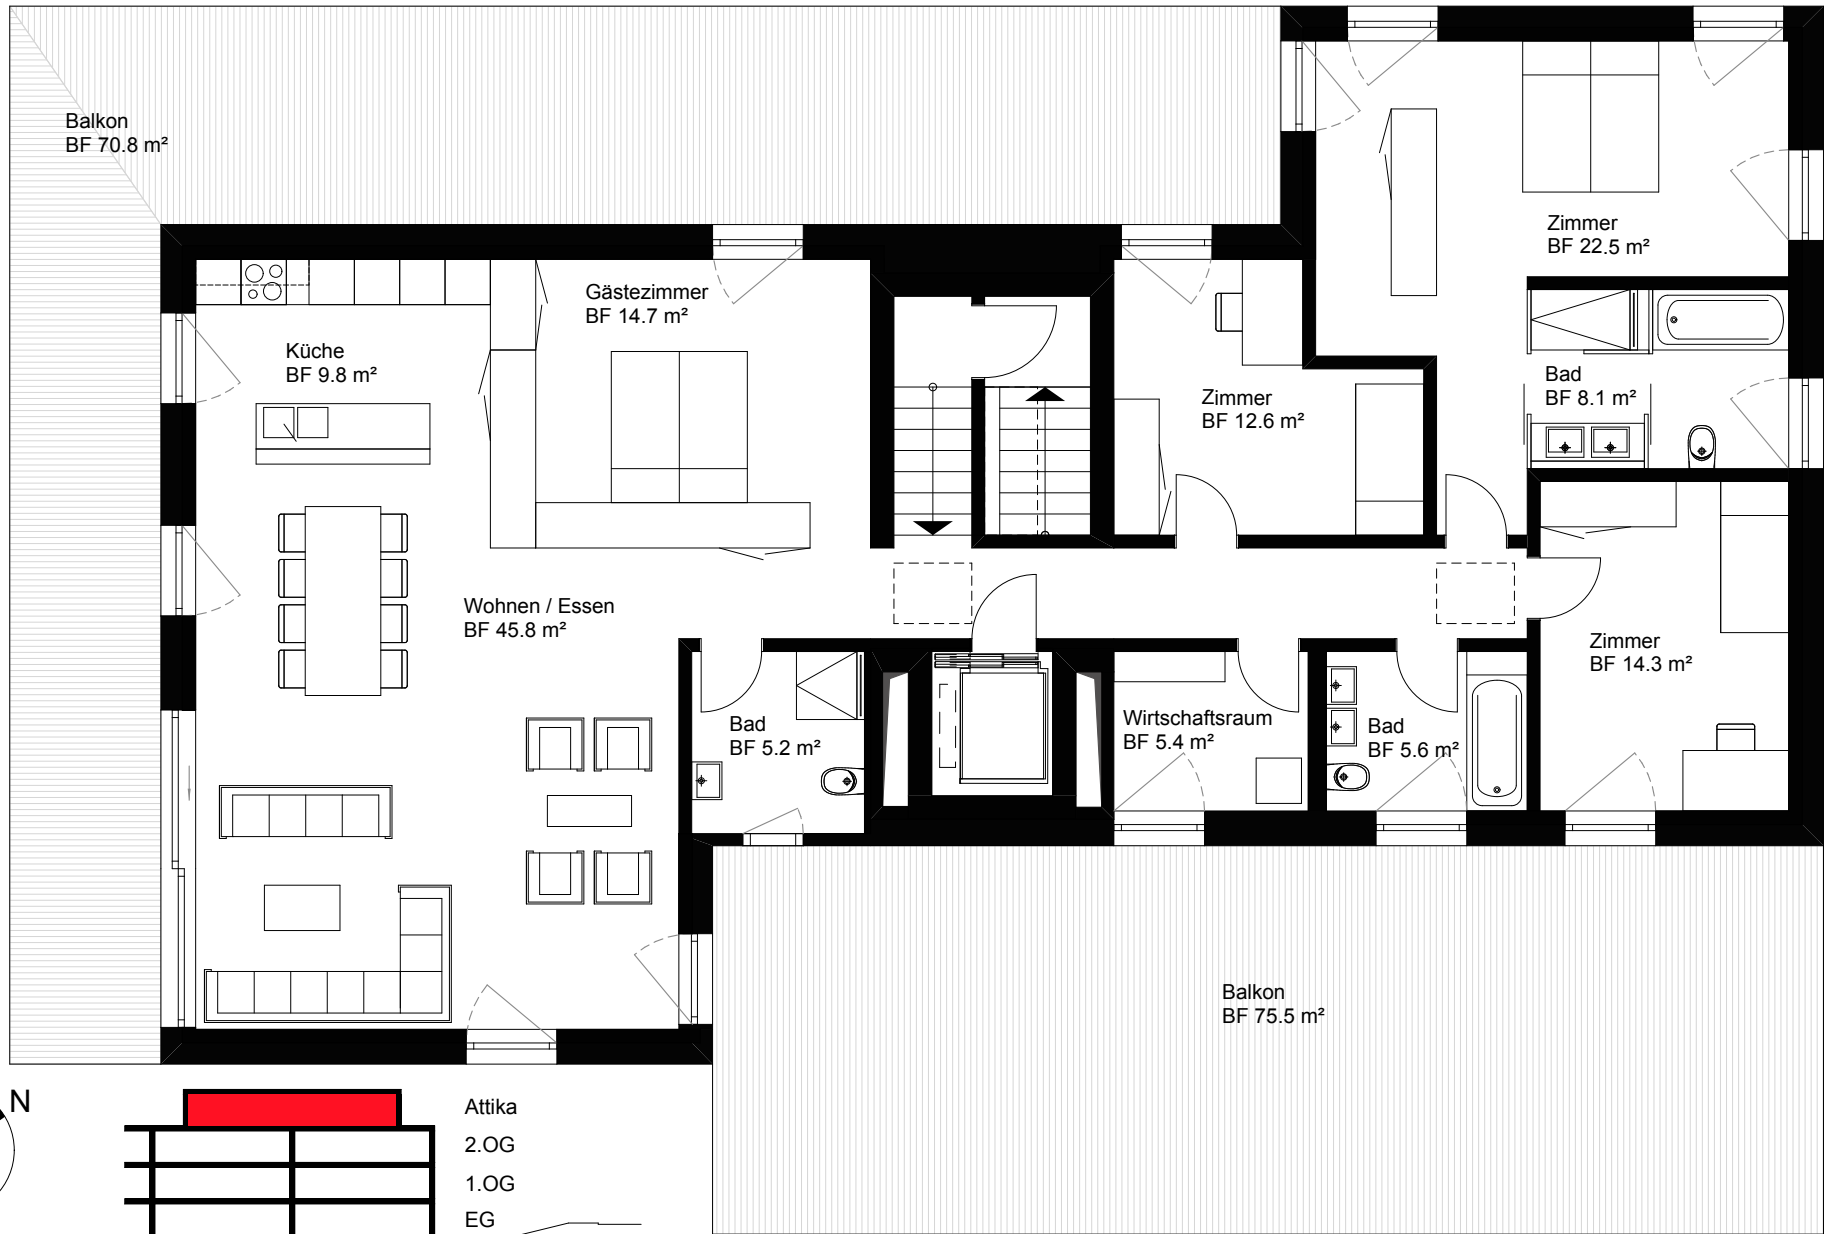 Balkon
BF 70.8 m²
Zimmer
BF 22.5 m²
Gästezimmer
BF 14.7 m²
Küche
BF 9.8 m²
Zimmer
BF 12.6 m²
Bad
BF 8.1 m²
Wohnen / Essen
BF 45.8 m²
Zimmer
BF 14.3 m²
Bad
BF 5.2 m²
Wirtschaftsraum
BF 5.4 m²
Bad
BF 5.6 m²
Balkon
BF 75.5 m²
N
Attika
2.OG
1.OG
EG